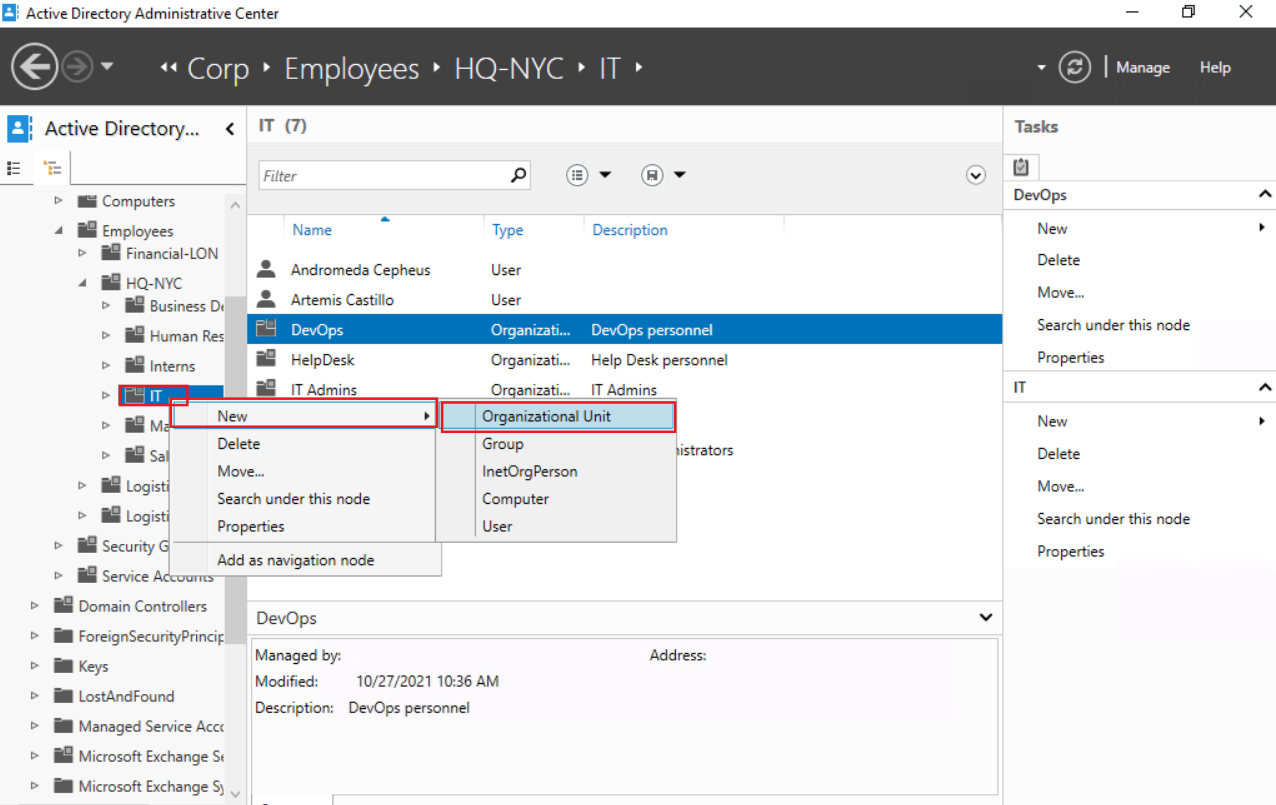 Active Directory Administrative Center
Corp Employees HQ-NYC IT
Manage Help
Active Directory...
IT (7)
Tasks
Filter
Computers
Employees
Financial-LON
HQ-NYC
Business De
Human Res
Interns
IT
Ma
Sal
Logisti
Logisti
Security G
Service Accounts
Domain Controllers
ForeignSecurityPrincip
Keys
LostAndFound
Managed Service Acco
Microsoft Exchange Se
Microsoft Exchange Sy
Name Type Description
Andromeda Cepheus User
Artemis Castillo User
DevOps Organizati... DevOps personnel
HelpDesk Organizati... Help Desk personnel
IT Admins Organizati... IT Admins
istrators
New
Delete
Move...
Search under this node
Properties
Add as navigation node
Organizational Unit
Group
InetOrgPerson
Computer
User
DevOps
Managed by: Address:
Modified: 10/27/2021 10:36 AM
Description: DevOps personnel
DevOps
New
Delete
Move...
Search under this node
Properties
IT
New
Delete
Move...
Search under this node
Properties